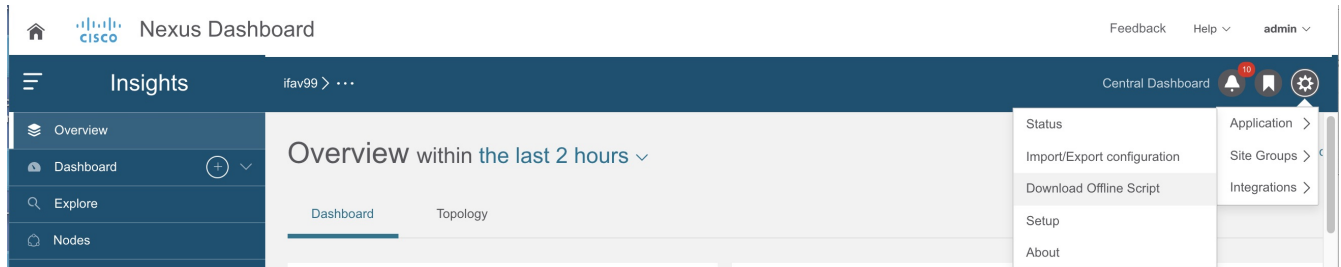 CISCO Nexus Dashboard Feedback Help admin
Insights ifav99 > ··· Central Dashboard 10
Overview
Dashboard
Explore
Nodes
Overview within the last 2 hours
Dashboard Topology
Status
Import/Export configuration
Download Offline Script
Setup
About
Application
Site Groups
Integrations